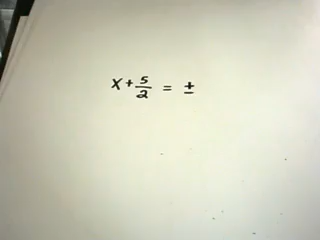 x + 5/2 = ±